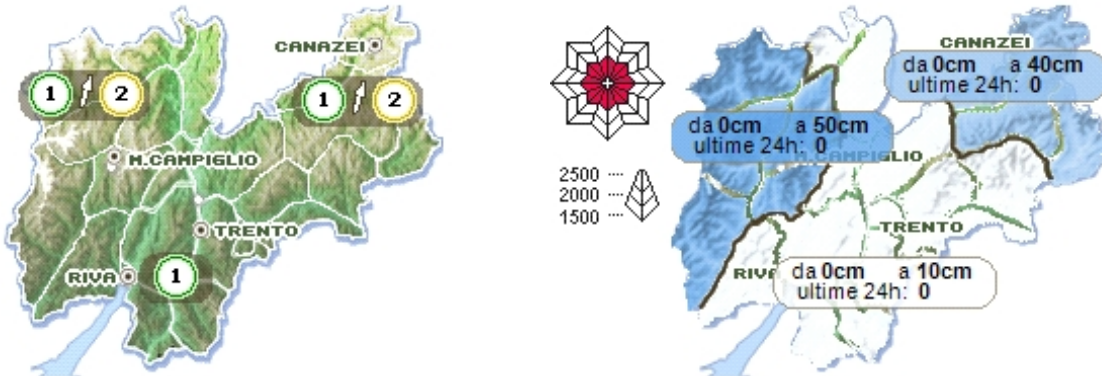 CANAZEI
1 2
1 2
M.CAMPIGLIO
TRENTO
RIVA
1
CANAZEI
da 0cm a 40cm
ultime 24h: 0
da 0cm a 50cm
ultime 24h: 0
M.CAMPIGLIO
2500
2000
1500
TRENTO
RIVA
da 0cm a 10cm
ultime 24h: 0